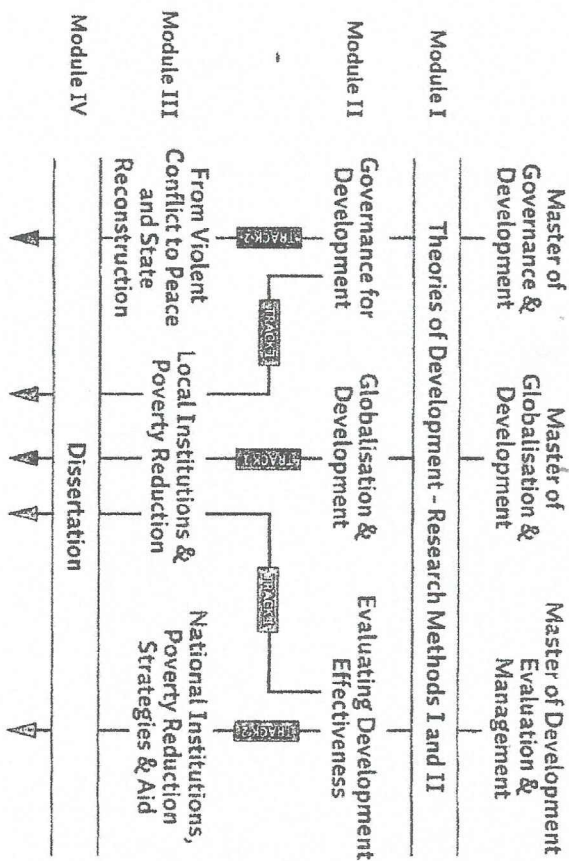 Master of
Governance &
Development
Master of
Globalisation &
Development
Master of Development
Evaluation &
Management
Module I
Theories of Development - Research Methods I and II
Module II
Governance for
Development
Globalisation &
Development
Evaluating Development
Effectiveness
TRACK 2
TRACK 1
TRACK 1
TRACK 2
Module III
From Violent
Conflict to Peace
and State
Reconstruction
Local Institutions &
Poverty Reduction
National Institutions,
Poverty Reduction
Strategies & Aid
Module IV
Dissertation